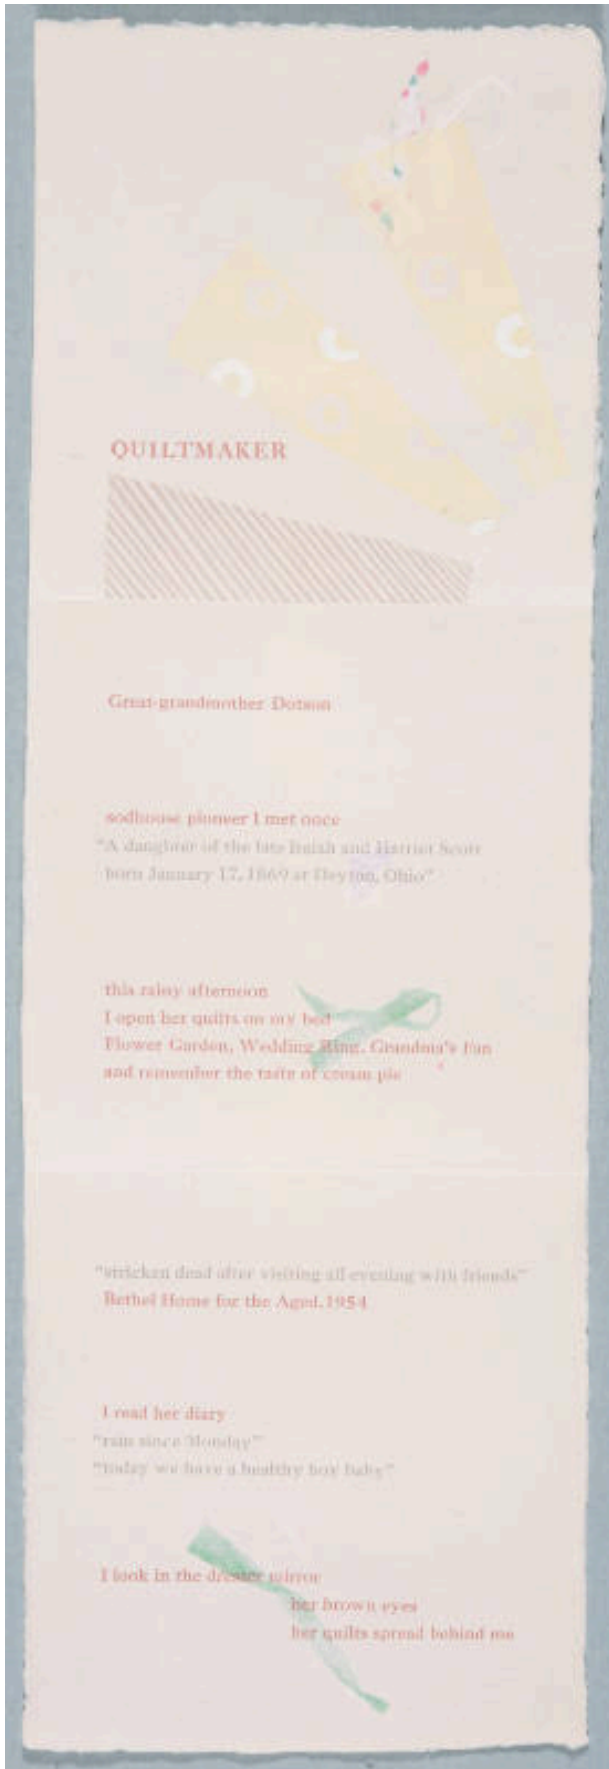 QUILTMAKER
Great-grandmother Dotson
sodhouse pioneer I met once
"A daughter of the late Isaiah and Harriet Scott
born January 17, 1869 at Heyton, Ohio"
this rainy afternoon
I open her quilts on my bed
Flower Garden, Wedding Ring, Grandma's Fan
and remember the taste of cream pie
"stricken dead after visiting all evening with friends"
Bethel Home for the Aged, 1954
I read her diary
"rain since Monday"
"today we have a healthy boy baby"
I look in the dresser mirror
her brown eyes
her quilts spread behind me